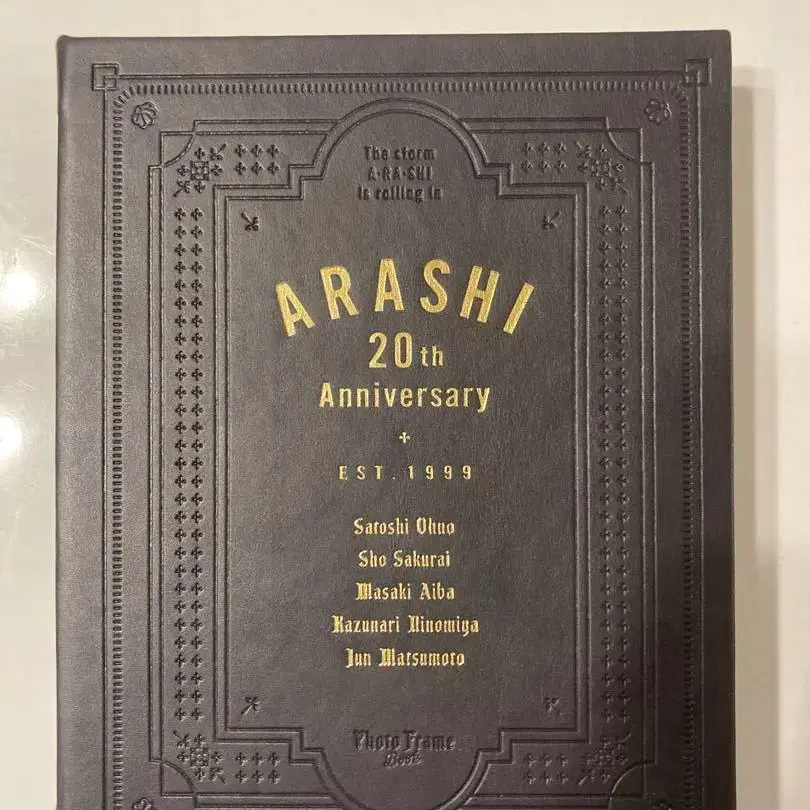 The storm
A·RA·SHI
is rolling in
ARASHI
20th
Anniversary
EST. 1999
Satoshi Ohno
Sho Sakurai
Masaki Aiba
Kazunari Ninomiya
Jun Matsumoto
Photo Frame
Book